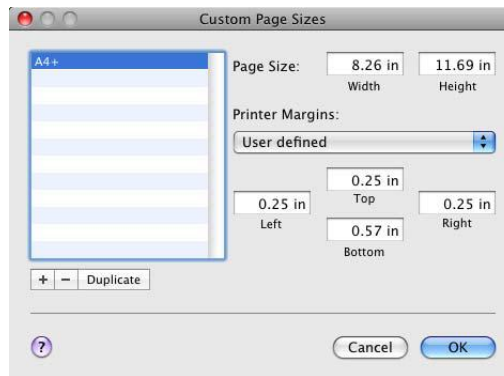 Custom Page Sizes
A4+
Page Size:
8.26 in
11.69 in
Width
Height
Printer Margins:
User defined
0.25 in
Top
0.25 in
Left
0.25 in
Right
0.57 in
Bottom
+
−
Duplicate
?
Cancel
OK